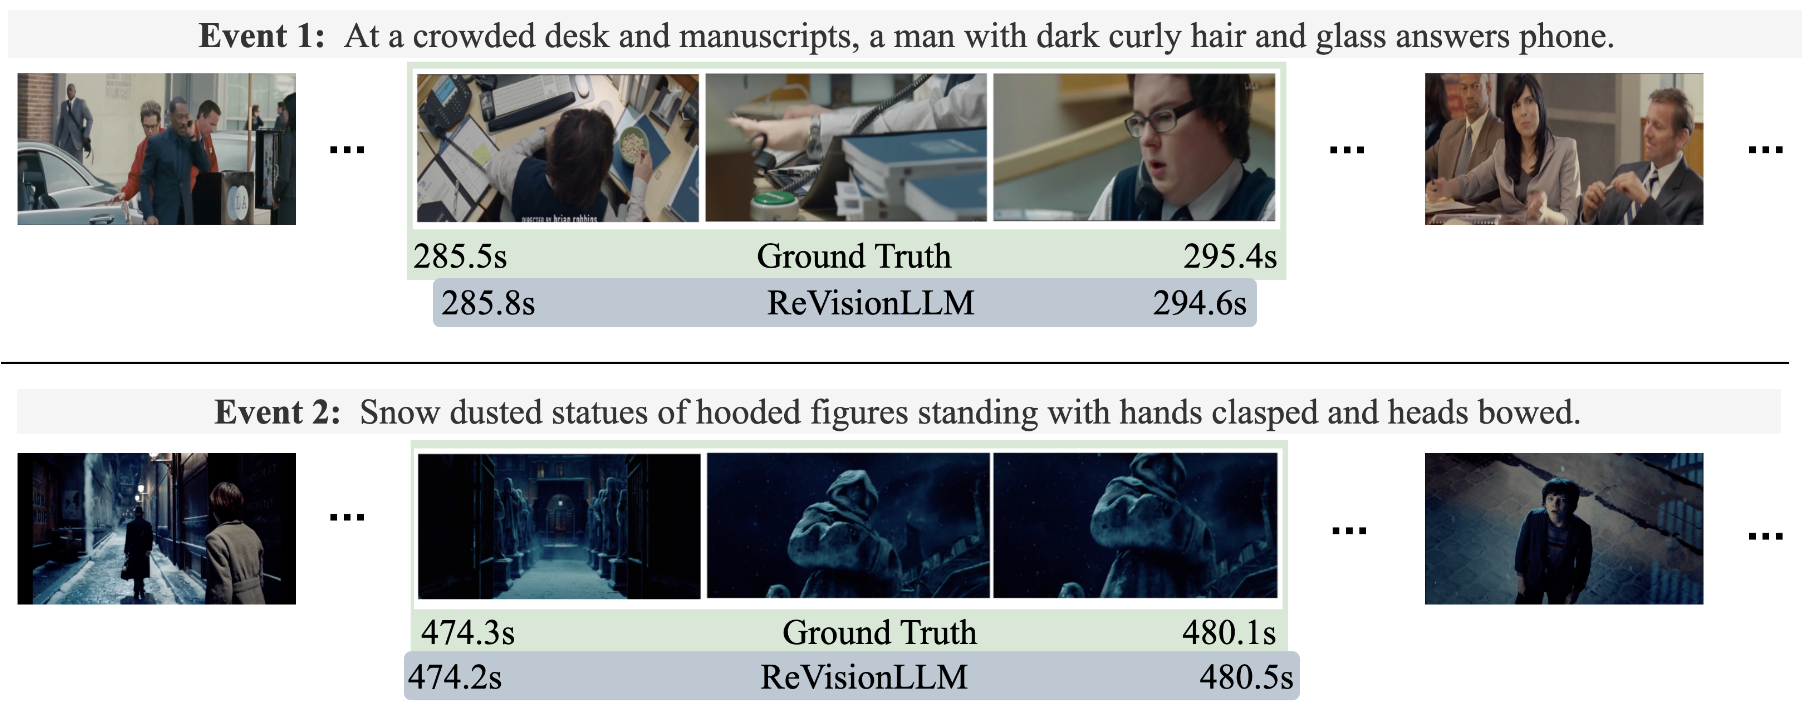 Event 1: At a crowded desk and manuscripts, a man with dark curly hair and glass answers phone.
...
DIRECTED BY brian robbins
LA
...
...
285.5s Ground Truth 295.4s
285.8s ReVisionLLM 294.6s
Event 2: Snow dusted statues of hooded figures standing with hands clasped and heads bowed.
...
...
...
474.3s Ground Truth 480.1s
474.2s ReVisionLLM 480.5s